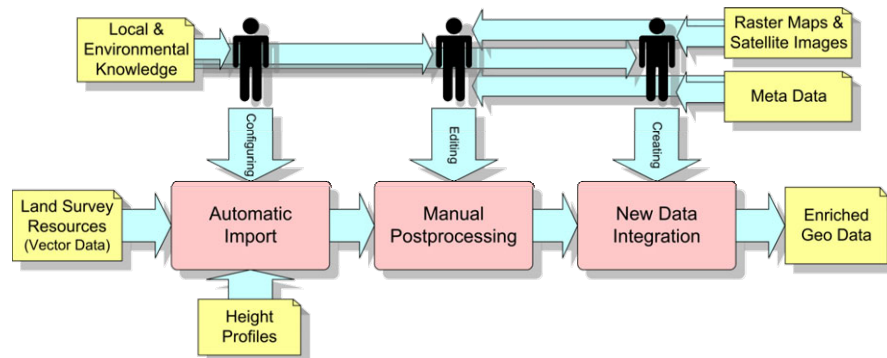 Local &
Environmental
Knowledge
Raster Maps &
Satellite Images
Meta Data
Configuring
Editing
Creating
Land Survey
Resources
(Vector Data)
Automatic
Import
Manual
Postprocessing
New Data
Integration
Enriched
Geo Data
Height
Profiles